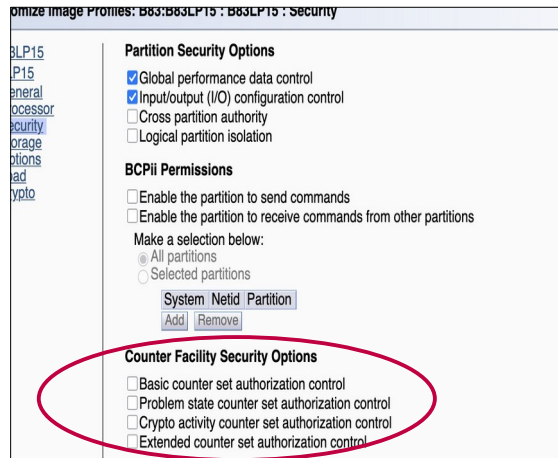 omize Image Profiles: B83:B83LP15 : B83LP15 : Security
3LP15
LP15
eneral
ocessor
ecurity
orage
ptions
oad
rypto
Partition Security Options
Global performance data control
Input/output (I/O) configuration control
Cross partition authority
Logical partition isolation
BCPii Permissions
Enable the partition to send commands
Enable the partition to receive commands from other partitions
Make a selection below:
All partitions
Selected partitions
System Netid Partition
Add Remove
Counter Facility Security Options
Basic counter set authorization control
Problem state counter set authorization control
Crypto activity counter set authorization control
Extended counter set authorization control